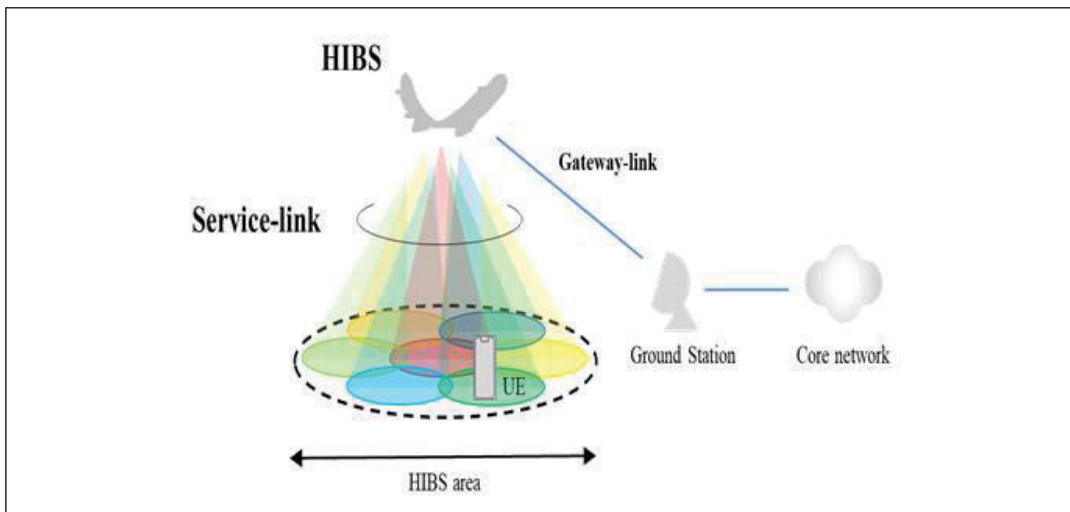 HIBS
Gateway-link
Service-link
UE
Ground Station
Core network
HIBS area